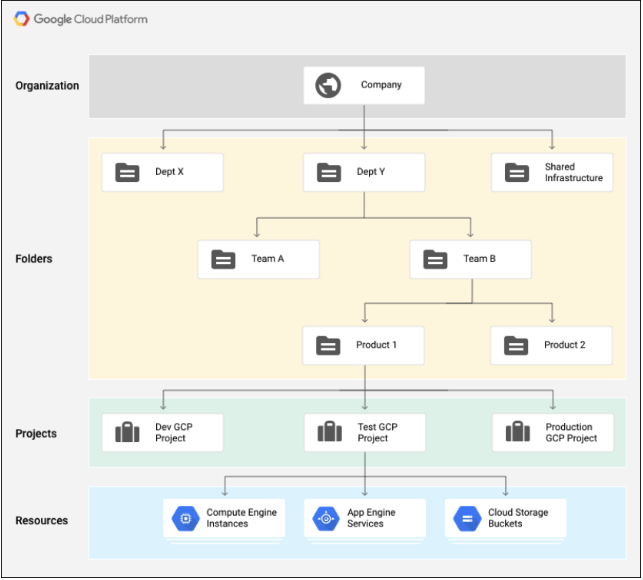 Google Cloud Platform
Organization
Company
Dept X
Dept Y
Shared
Infrastructure
Folders
Team A
Team B
Product 1
Product 2
Projects
Dev GCP
Project
Test GCP
Project
Production
GCP Project
Resources
Compute Engine
Instances
App Engine
Services
Cloud Storage
Buckets